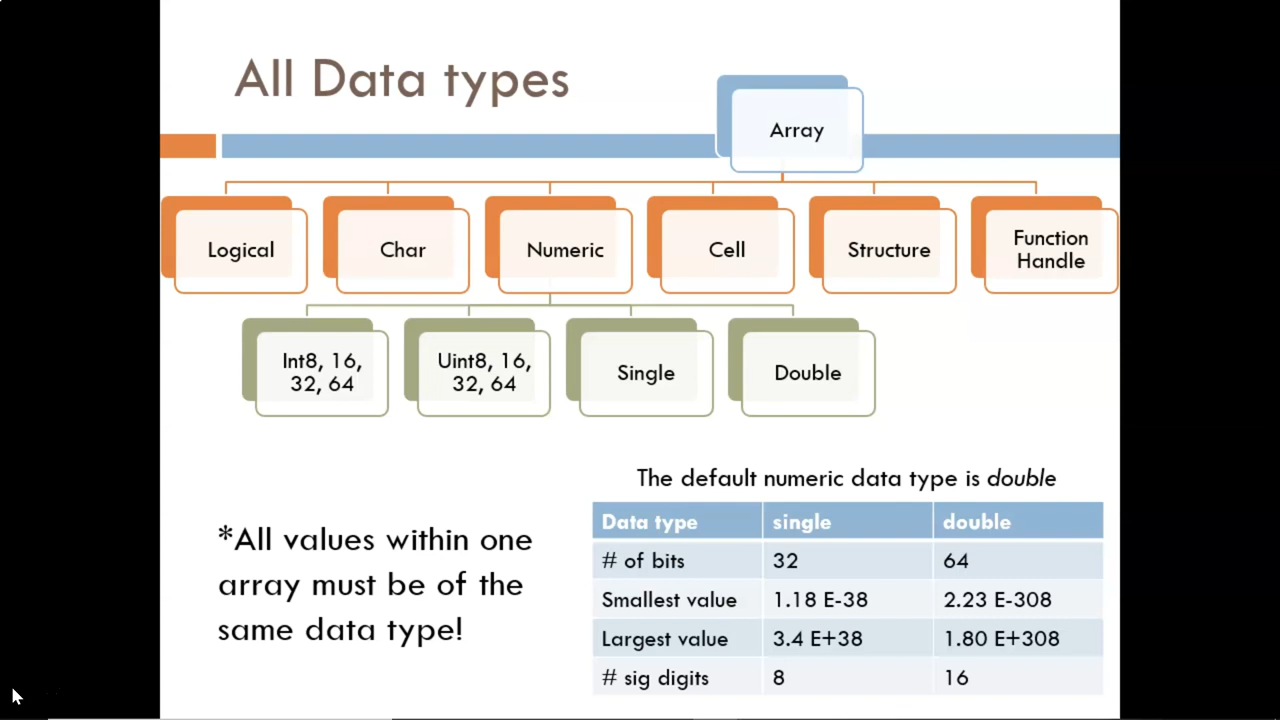 All Data types
Array
Logical
Char
Numeric
Cell
Structure
Function
Handle
Int8, 16,
32, 64
Uint8, 16,
32, 64
Single
Double
The default numeric data type is double
Data type single double
# of bits 32 64
Smallest value 1.18 E-38 2.23 E-308
Largest value 3.4 E+38 1.80 E+308
# sig digits 8 16
*All values within one
array must be of the
same data type!